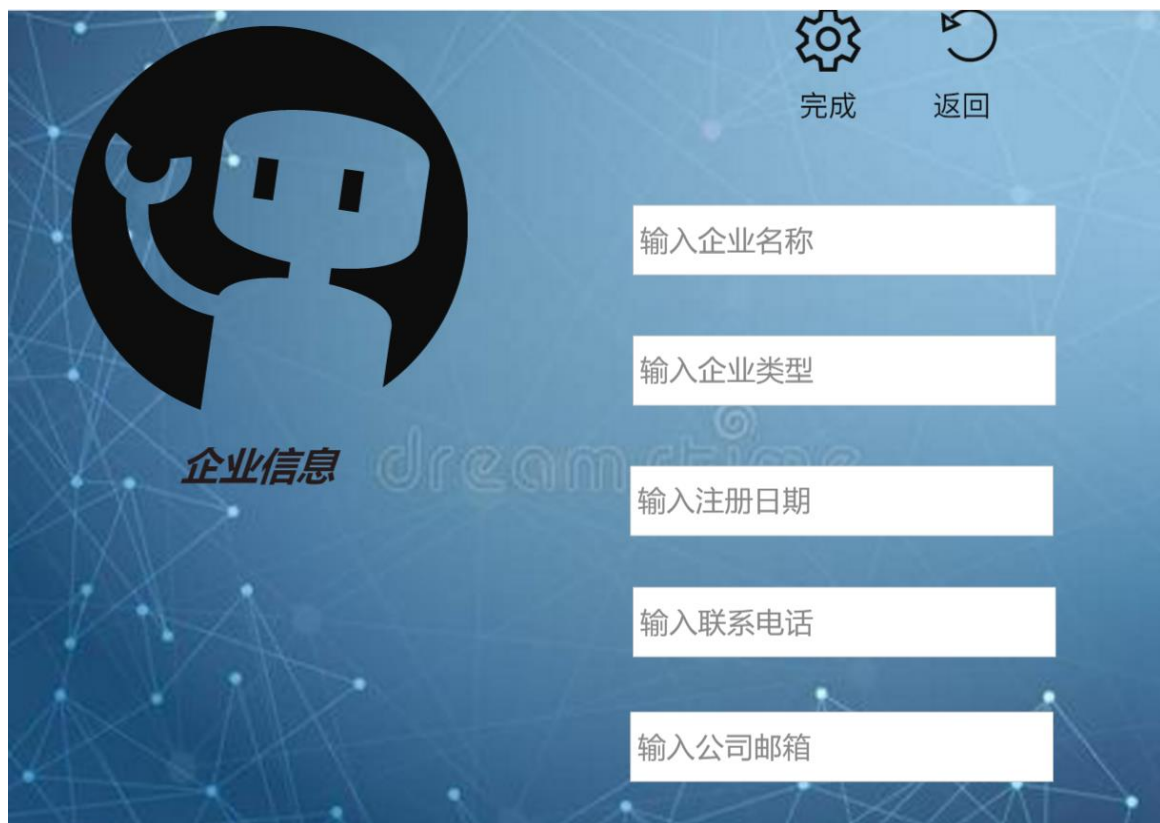 完成
返回
输入企业名称
输入企业类型
企业信息
dreamstime
输入注册日期
输入联系电话
输入公司邮箱